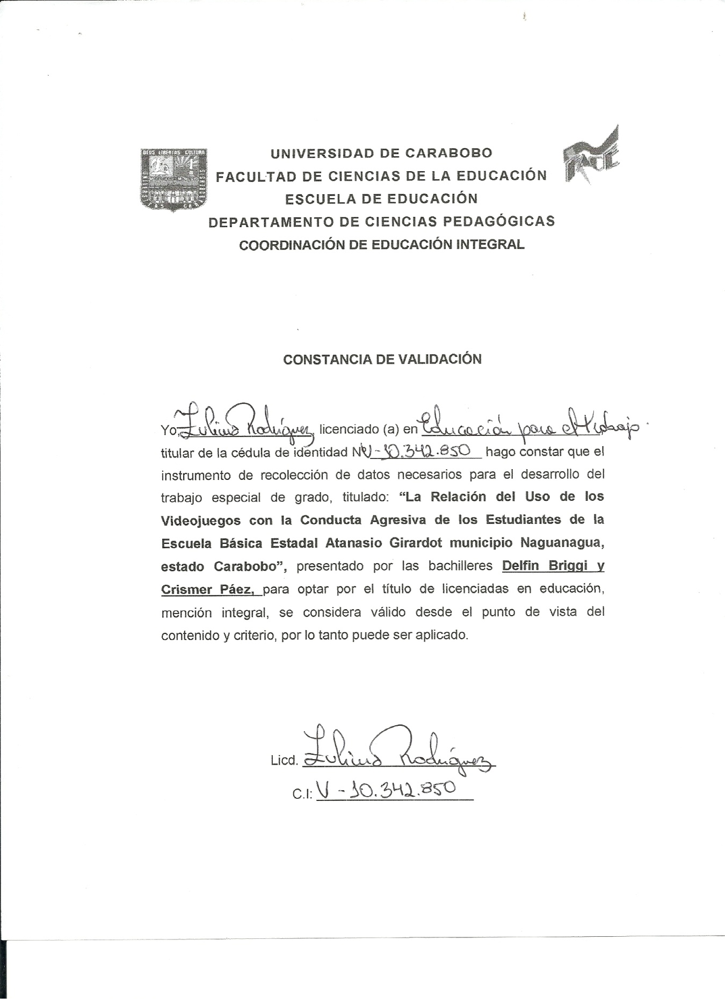 DEUS LIBERTAS CULTURA
UNIVERSIDAD DE CARABOBO
FACULTAD DE CIENCIAS DE LA EDUCACIÓN
FACE
ESCUELA DE EDUCACIÓN
DEPARTAMENTO DE CIENCIAS PEDAGÓGICAS
COORDINACIÓN DE EDUCACIÓN INTEGRAL
CONSTANCIA DE VALIDACIÓN
Yo, Rodríguez, licenciado (a) en Educación para el trabajo.
titular de la cédula de identidad Nº V-10.342.850 hago constar que el
instrumento de recolección de datos necesarios para el desarrollo del
trabajo especial de grado, titulado: “La Relación del Uso de los
Videojuegos con la Conducta Agresiva de los Estudiantes de la
Escuela Básica Estadal Atanasio Girardot municipio Naguanagua,
estado Carabobo”, presentado por las bachilleres Delfin Briggi y
Crismer Páez, para optar por el título de licenciadas en educación,
mención integral, se considera válido desde el punto de vista del
contenido y criterio, por lo tanto puede ser aplicado.
Licd. Rodríguez
C.I: V - 10.342.850